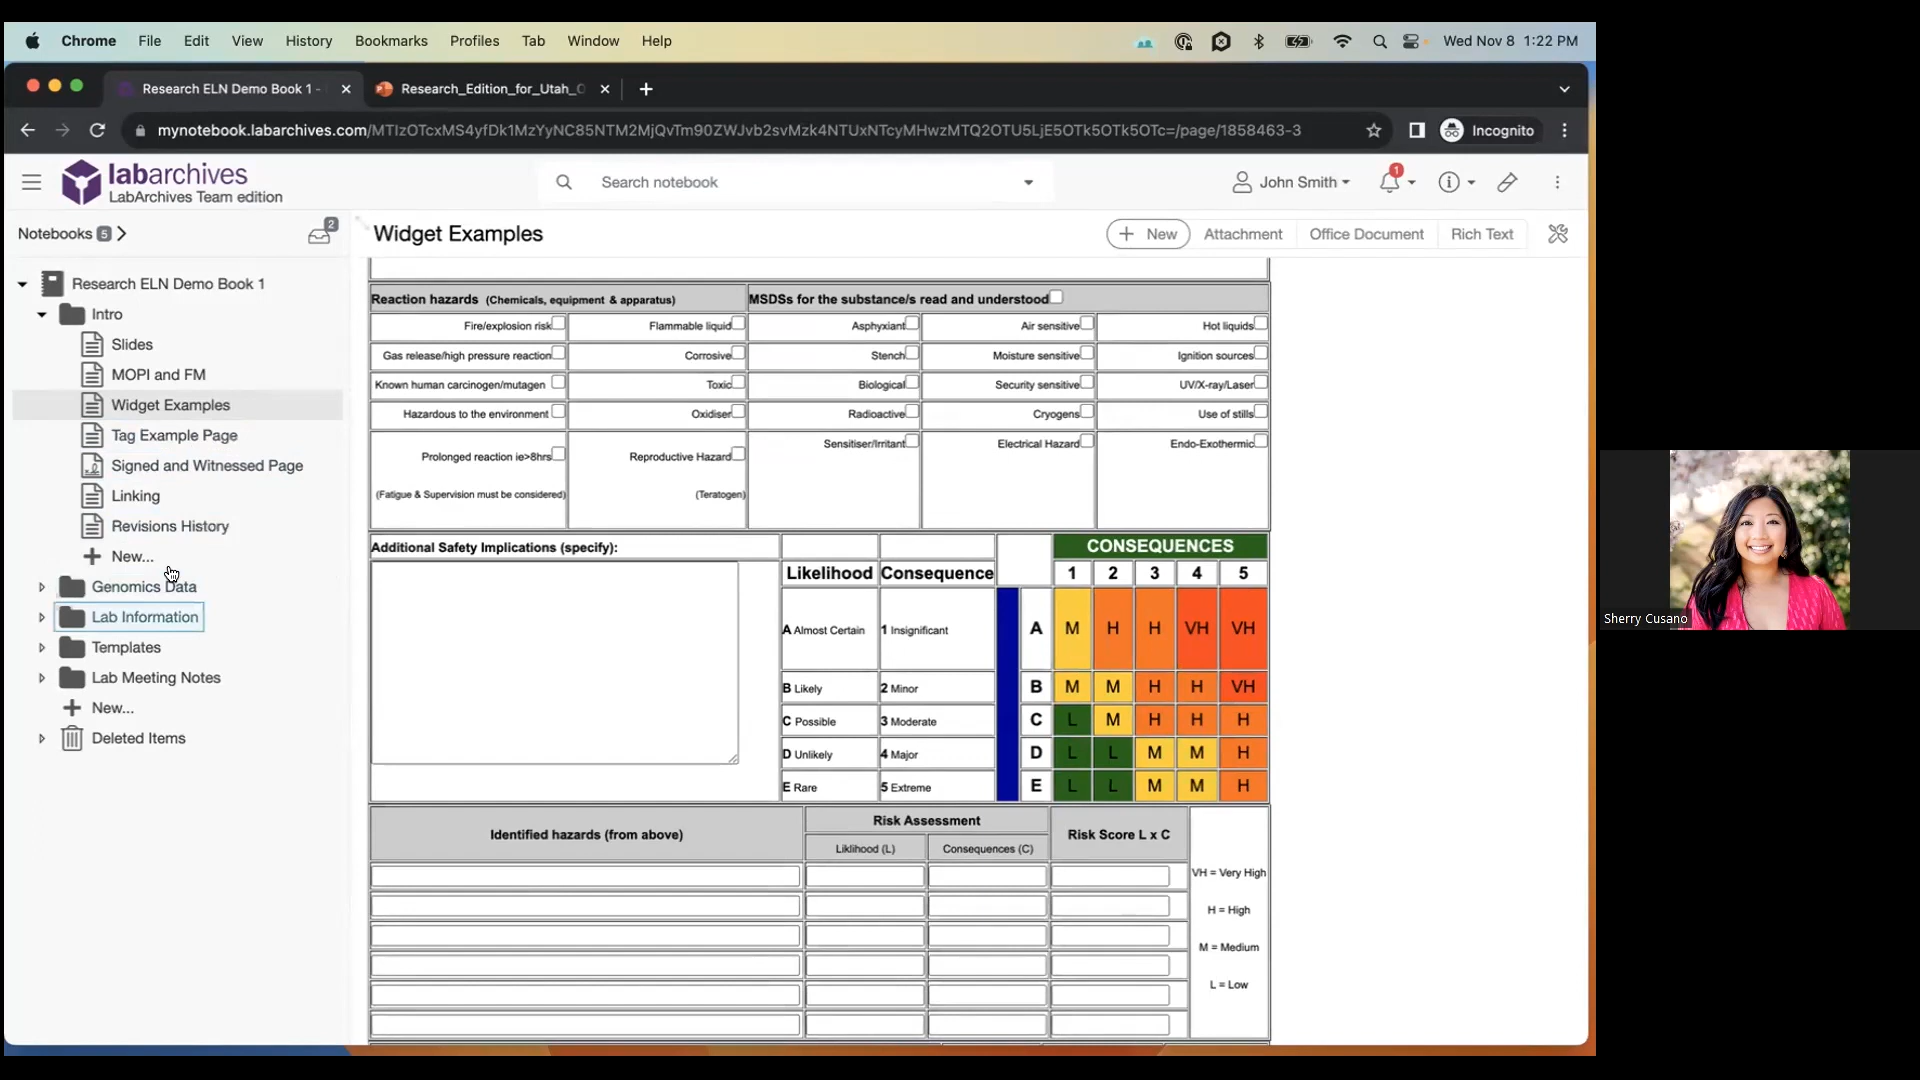 Chrome File Edit View History Bookmarks Profiles Tab Window Help Wed Nov 8 1:22 PM
Research ELN Demo Book 1 - Research_Edition_for_Utah_O
mynotebook.labarchives.com/MTIzOTcxMS4yfDk1MzYyNC85NTM2MjQvTm90ZWJvb2svMzk4NTUxNTcyMHwzMTQ2OTU5LjE5OTk5OTk5OTc=/page/1858463-3 Incognito
labarchives
LabArchives Team edition
Search notebook
John Smith
1
Notebooks 5
2
Widget Examples
New Attachment Office Document Rich Text
Research ELN Demo Book 1
Intro
Slides
MOPI and FM
Widget Examples
Tag Example Page
Signed and Witnessed Page
Linking
Revisions History
New...
Genomics Data
Lab Information
Templates
Lab Meeting Notes
New...
Deleted Items
Reaction hazards (Chemicals, equipment & apparatus) MSDSs for the substance/s read and understood
Fire/explosion risk Flammable liquid Asphyxiant Air sensitive Hot liquids
Gas release/high pressure reaction Corrosive Stench Moisture sensitive Ignition sources
Known human carcinogen/mutagen Toxic Biological Security sensitive UV/X-ray/Laser
Hazardous to the environment Oxidiser Radioactive Cryogens Use of stills
Prolonged reaction ie>8hrs Reproductive Hazard Sensitiser/Irritant Electrical Hazard Endo-Exothermic
(Fatigue & Supervision must be considered) (Teratogen)
Additional Safety Implications (specify): CONSEQUENCES
Likelihood Consequence 1 2 3 4 5
A Almost Certain 1 Insignificant A M H H VH VH
B Likely 2 Minor B M M H H VH
C Possible 3 Moderate C L M H H H
D Unlikely 4 Major D L L M M H
E Rare 5 Extreme E L L M M H
Identified hazards (from above) Risk Assessment Risk Score L x C
Liklihood (L) Consequences (C)
VH = Very High
H = High
M = Medium
L = Low
Sherry Cusano